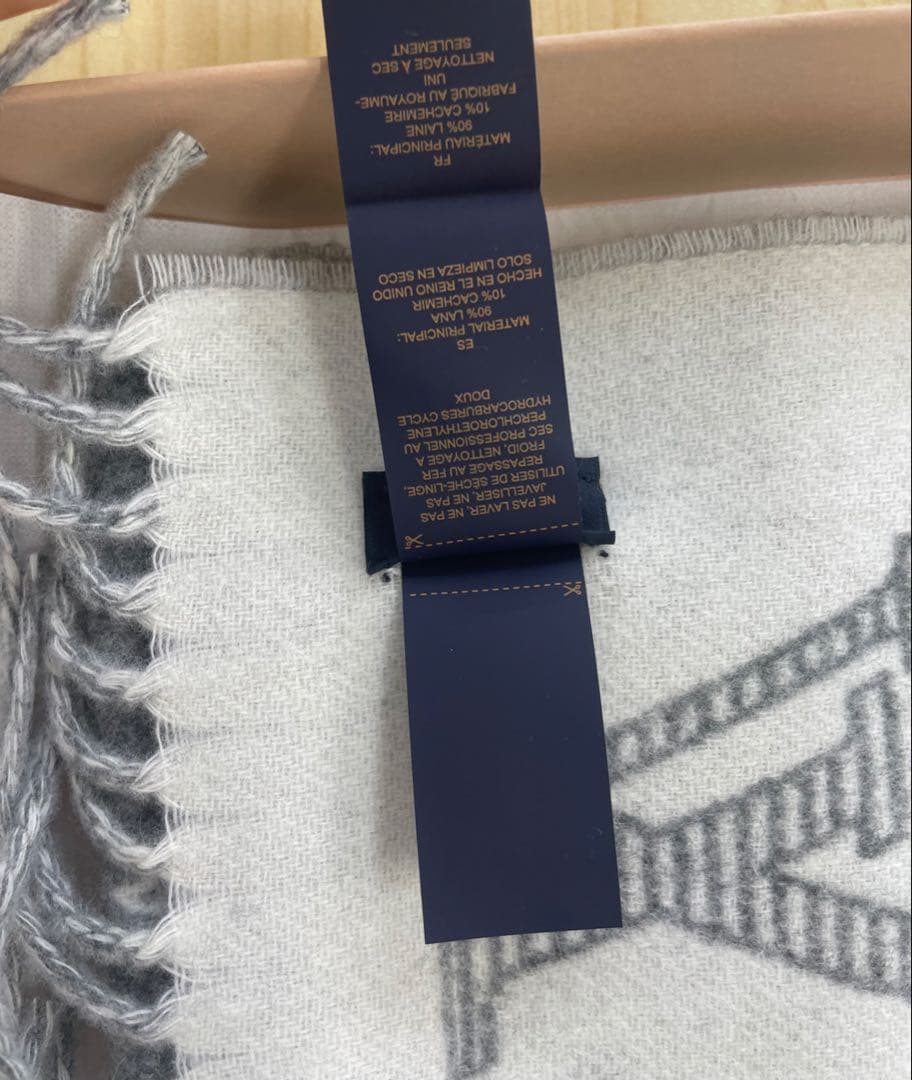 NE PAS LAVER, NE PAS
JAVELLISER, NE PAS
UTILISER DE SÈCHE-LINGE,
REPASSAGE AU FER
FROID, NETTOYAGE À
SEC PROFESSIONNEL AU
PERCHLOROETHYLENE
HYDROCARBURES CYCLE
DOUX
ES
MATERIAL PRINCIPAL:
90% LANA
10% CACHEMIR
HECHO EN EL REINO UNIDO
SOLO LIMPIEZA EN SECO
FR
MATÉRIAU PRINCIPAL:
90% LAINE
10% CACHEMIRE
FABRIQUÉ AU ROYAUME-
UNI
NETTOYAGE À SEC
SEULEMENT